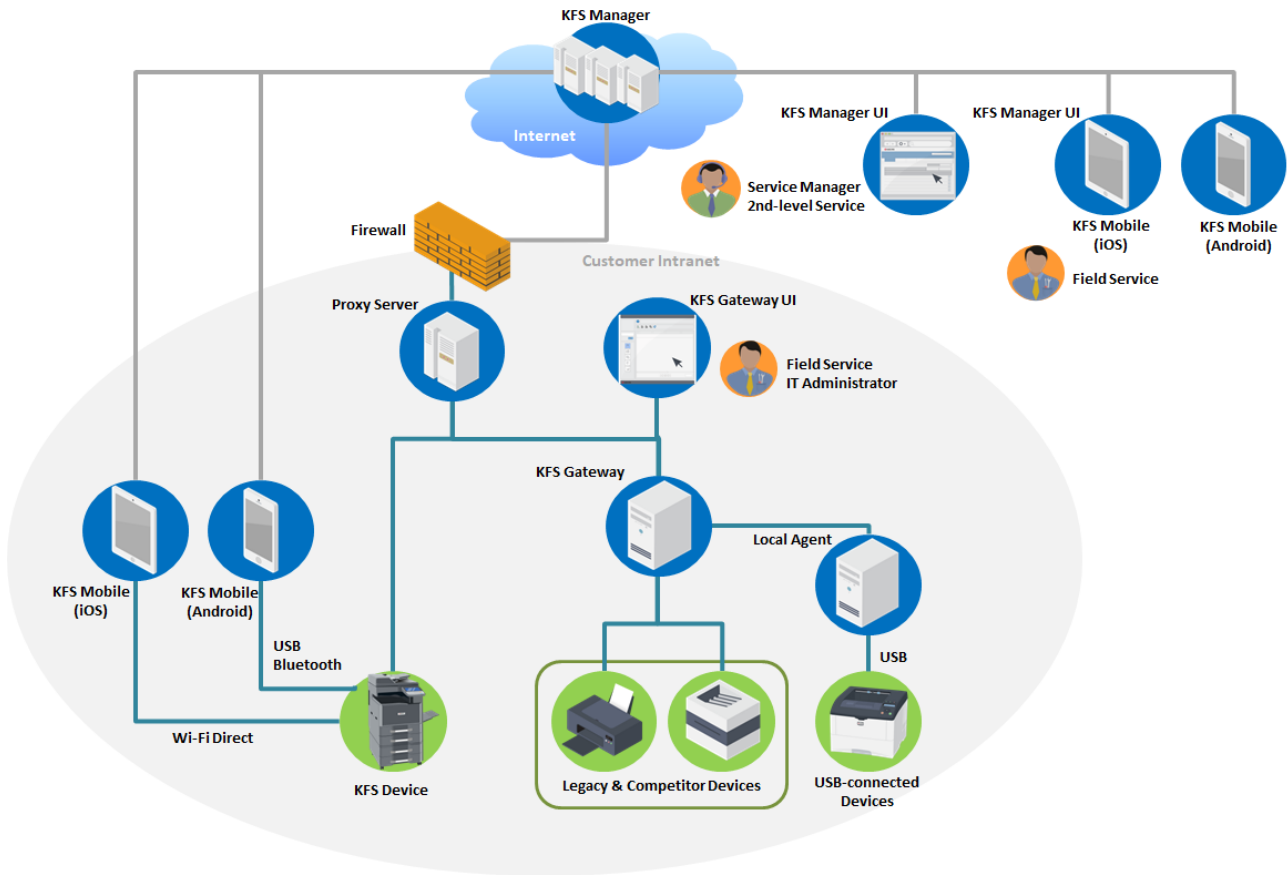 KFS Manager
Internet
KFS Manager UI
KFS Manager UI
Service Manager
2nd-level Service
KFS Mobile
(iOS)
KFS Mobile
(Android)
Field Service
Firewall
Customer Intranet
Proxy Server
KFS Gateway UI
Field Service
IT Administrator
KFS Gateway
Local Agent
KFS Mobile
(iOS)
KFS Mobile
(Android)
USB
Bluetooth
USB
Wi-Fi Direct
KFS Device
Legacy & Competitor Devices
USB-connected
Devices